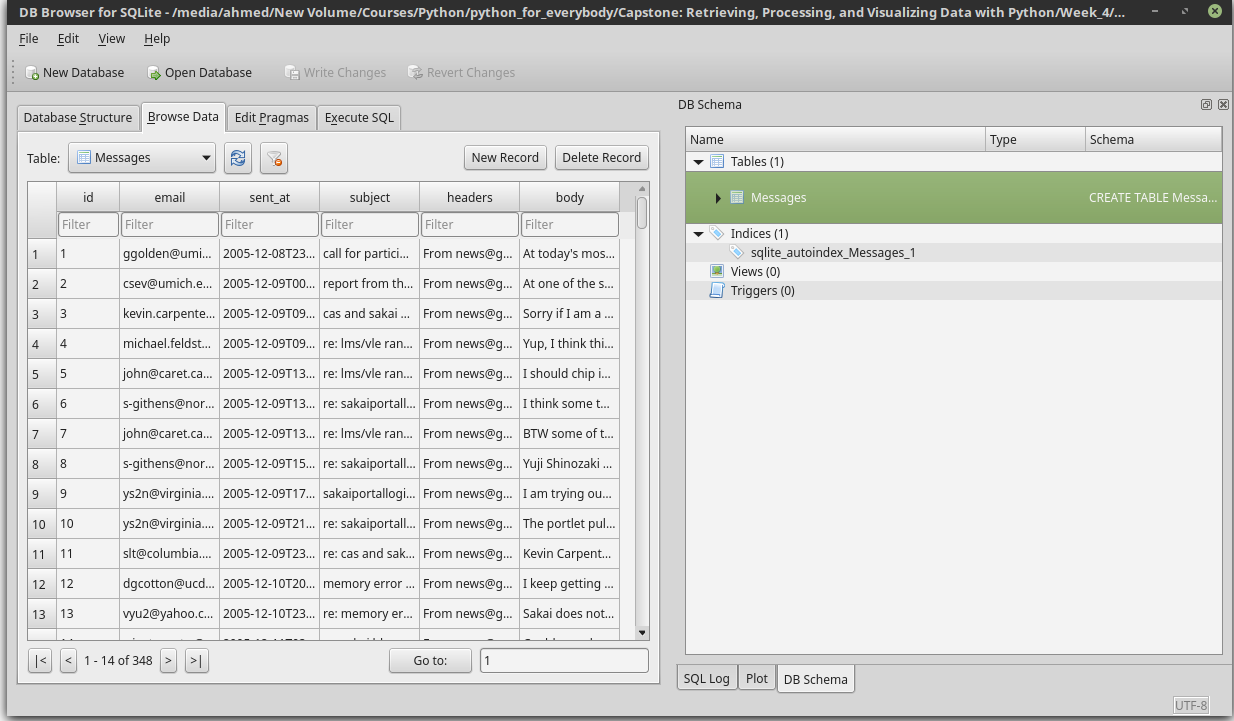 DB Browser for SQLite - /media/ahmed/New Volume/Courses/Python/python_for_everybody/Capstone: Retrieving, Processing, and Visualizing Data with Python/Week_4/...
File Edit View Help
New Database Open Database Write Changes Revert Changes
Database Structure Browse Data Edit Pragmas Execute SQL
Table: Messages New Record Delete Record
id email sent_at subject headers body
Filter Filter Filter Filter Filter Filter
1 1 ggolden@umi... 2005-12-08T23... call for partici... From news@g... At today's mos...
2 2 csev@umich.e... 2005-12-09T00... report from th... From news@g... At one of the s...
3 3 kevin.carpente... 2005-12-09T09... cas and sakai ... From news@g... Sorry if I am a ...
4 4 michael.feldst... 2005-12-09T09... re: lms/vle ran... From news@g... Yup, I think thi...
5 5 john@caret.ca... 2005-12-09T13... re: lms/vle ran... From news@g... I should chip i...
6 6 s-githens@nor... 2005-12-09T13... re: sakaiportall... From news@g... I think some t...
7 7 john@caret.ca... 2005-12-09T13... re: lms/vle ran... From news@g... BTW some of t...
8 8 s-githens@nor... 2005-12-09T15... re: sakaiportall... From news@g... Yuji Shinozaki ...
9 9 ys2n@virginia.... 2005-12-09T17... sakaiportallogi... From news@g... I am trying ou...
10 10 ys2n@virginia.... 2005-12-09T21... re: sakaiportall... From news@g... The portlet pul...
11 11 slt@columbia.... 2005-12-09T23... re: cas and sak... From news@g... Kevin Carpent...
12 12 dgcotton@ucd... 2005-12-10T20... memory error ... From news@g... I keep getting ...
13 13 vyu2@yahoo.c... 2005-12-10T23... re: memory er... From news@g... Sakai does not...
|< < 1 - 14 of 348 > >| Go to: 1
DB Schema
Name Type Schema
Tables (1)
Messages CREATE TABLE Messa...
Indices (1)
sqlite_autoindex_Messages_1
Views (0)
Triggers (0)
SQL Log Plot DB Schema
UTF-8